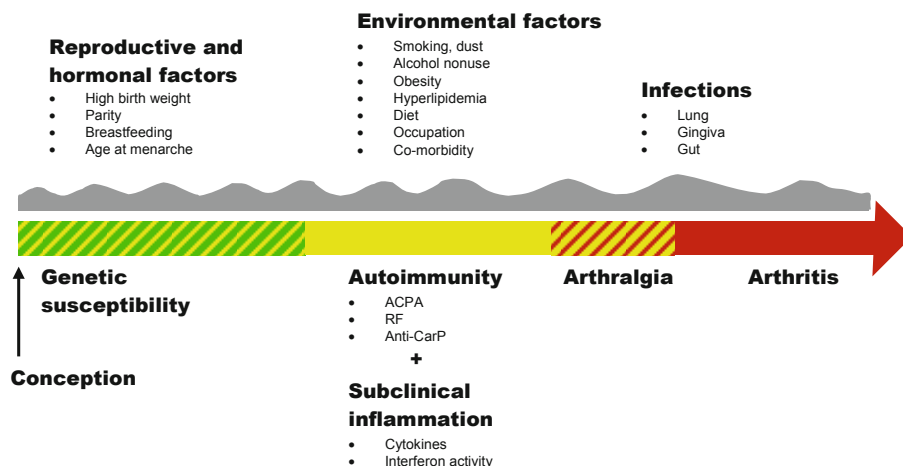 Reproductive and
hormonal factors
• High birth weight
• Parity
• Breastfeeding
• Age at menarche
Environmental factors
• Smoking, dust
• Alcohol nonuse
• Obesity
• Hyperlipidemia
• Diet
• Occupation
• Co-morbidity
Infections
• Lung
• Gingiva
• Gut
Genetic
susceptibility
Autoimmunity
• ACPA
• RF
• Anti-CarP
+
Subclinical
inflammation
• Cytokines
• Interferon activity
Arthralgia
Arthritis
Conception